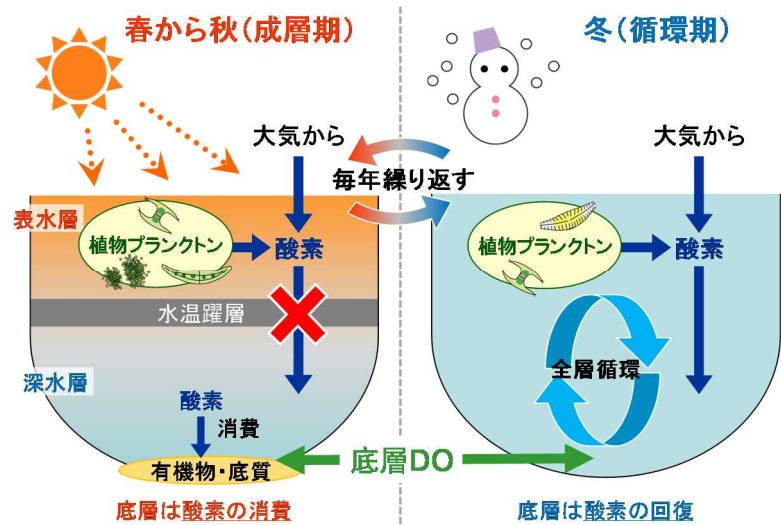 春から秋(成層期)
大気から
表水層
植物プランクトン
酸素
水温躍層
深水層
酸素
消費
有機物・底質
底層は酸素の消費
毎年繰り返す
底層DO
冬(循環期)
大気から
植物プランクトン
酸素
全層循環
底層は酸素の回復